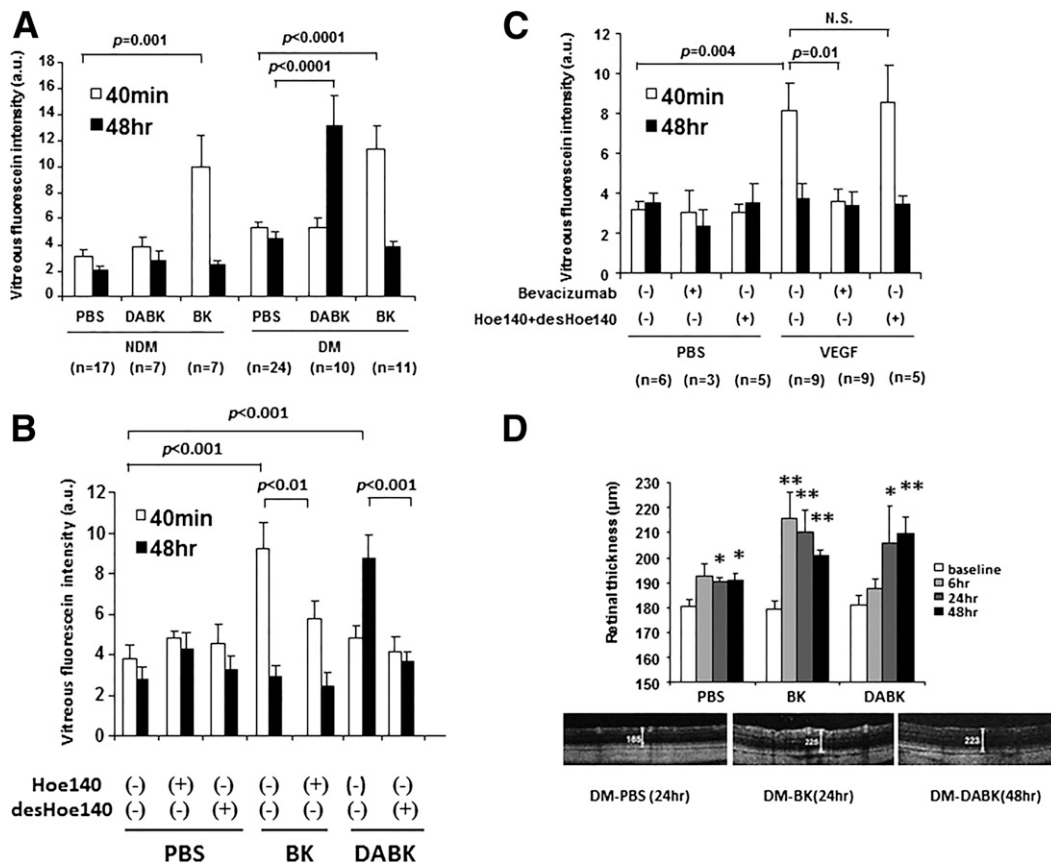 A
Vitreous fluorescein intensity (a.u.)
18
16
14
12
10
8
6
4
2
0
p=0.001
p<0.0001
p<0.0001
40min
48hr
PBS DABK BK PBS DABK BK
NDM DM
(n=17) (n=7) (n=7) (n=24) (n=10) (n=11)
C
Vitreous fluorescein intensity (a.u.)
12
10
8
6
4
2
0
N.S.
p=0.004
p=0.01
40min
48hr
Bevacizumab (-) (+) (-) (-) (+) (-)
Hoe140+desHoe140 (-) (-) (+) (-) (-) (+)
PBS VEGF
(n=6) (n=3) (n=5) (n=9) (n=9) (n=5)
B
Vitreous fluorescein intensity (a.u.)
12
10
8
6
4
2
0
p<0.001
p<0.001
p<0.01
p<0.001
40min
48hr
Hoe140 (-) (+) (-) (-) (+) (-) (-)
desHoe140 (-) (-) (+) (-) (-) (-) (+)
PBS BK DABK
D
Retinal thickness (μm)
230
220
210
200
190
180
170
160
150
* *
** ** **
* **
baseline
6hr
24hr
48hr
PBS BK DABK
185
225
223
DM-PBS (24hr) DM-BK(24hr) DM-DABK(48hr)